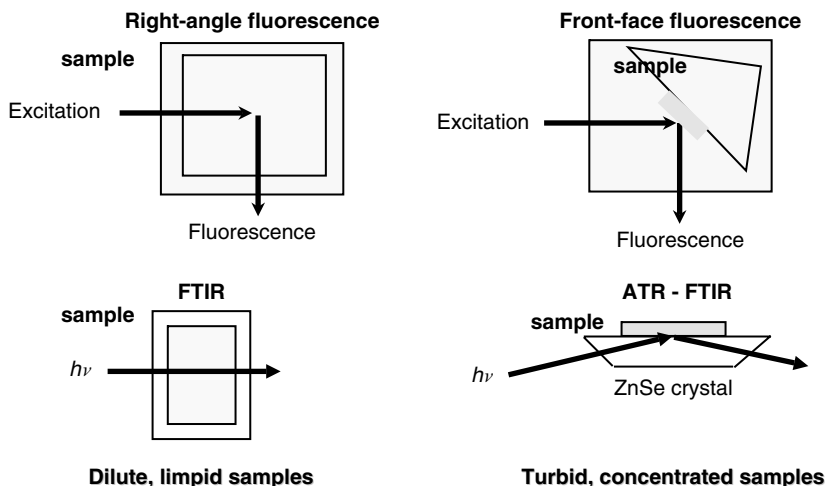 Right-angle fluorescence
sample
Excitation
Fluorescence
Front-face fluorescence
sample
Excitation
Fluorescence
FTIR
sample
hν
ATR - FTIR
sample
hν
ZnSe crystal
Dilute, limpid samples
Turbid, concentrated samples